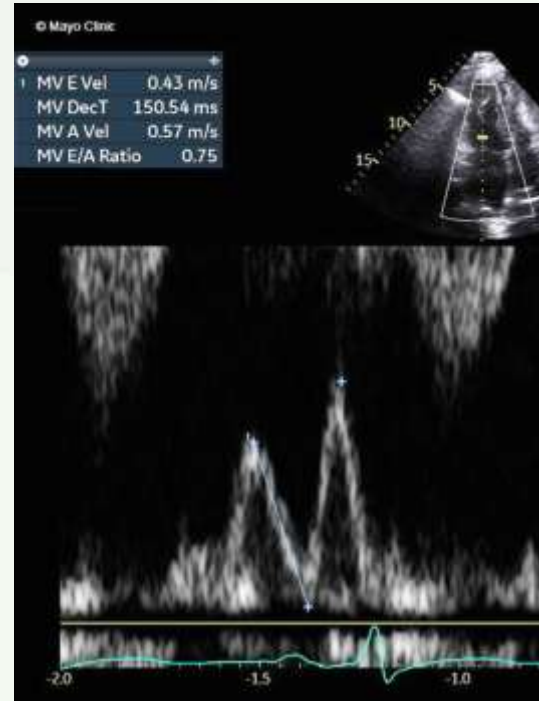 © Mayo Clinic
1 MV E Vel 0.43 m/s
MV DecT 150.54 ms
MV A Vel 0.57 m/s
MV E/A Ratio 0.75
5
10
15
-2.0 -1.5 -1.0